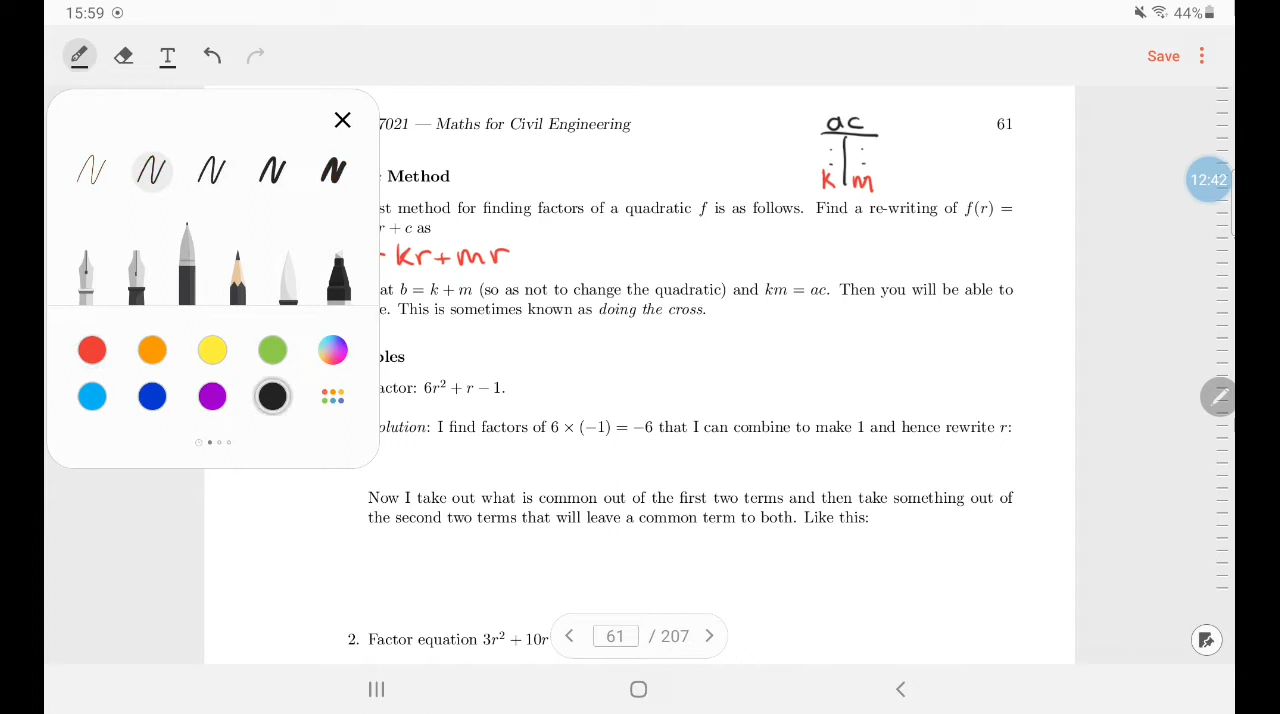 15:59
44%
Save
7021 — Maths for Civil Engineering
61
ac
k m
12:42
Method
st method for finding factors of a quadratic f is as follows. Find a re-writing of f(r) =
r + c as
kr + mr
at b = k + m (so as not to change the quadratic) and km = ac. Then you will be able to
e. This is sometimes known as doing the cross.
ples
actor: 6r² + r − 1.
olution: I find factors of 6 × (−1) = −6 that I can combine to make 1 and hence rewrite r:
Now I take out what is common out of the first two terms and then take something out of
the second two terms that will leave a common term to both. Like this:
2. Factor equation 3r² + 10r
61 / 207